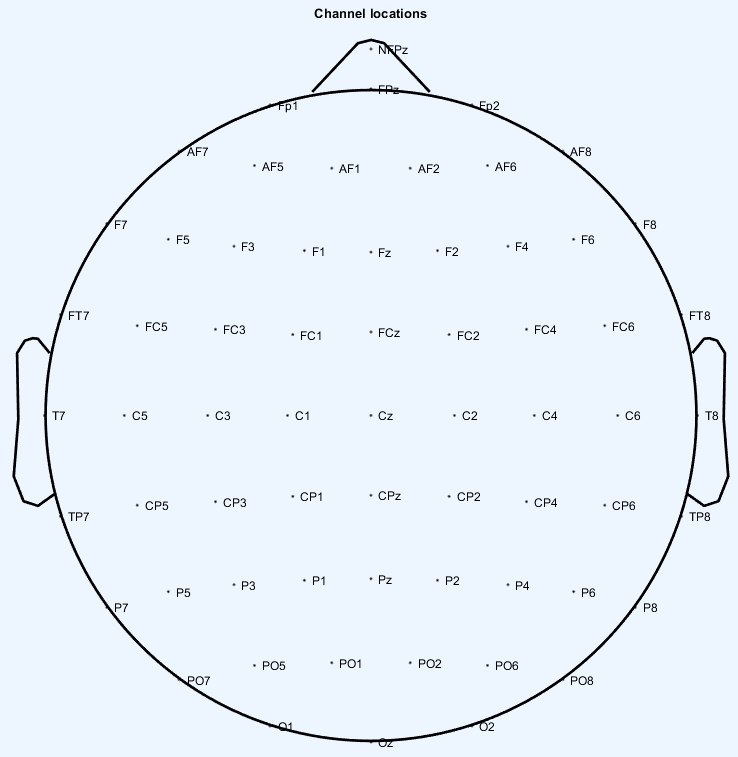 Channel locations
NFPz
FPz
Fp1 Fp2
AF7 AF8
AF5 AF1 AF2 AF6
F7 F8
F5 F3 F1 Fz F2 F4 F6
FT7 FT8
FC5 FC3 FC1 FCz FC2 FC4 FC6
T7 C5 C3 C1 Cz C2 C4 C6 T8
CP5 CP3 CP1 CPz CP2 CP4 CP6
TP7 TP8
P5 P3 P1 Pz P2 P4 P6
P7 P8
PO5 PO1 PO2 PO6
PO7 PO8
O1 O2
Oz